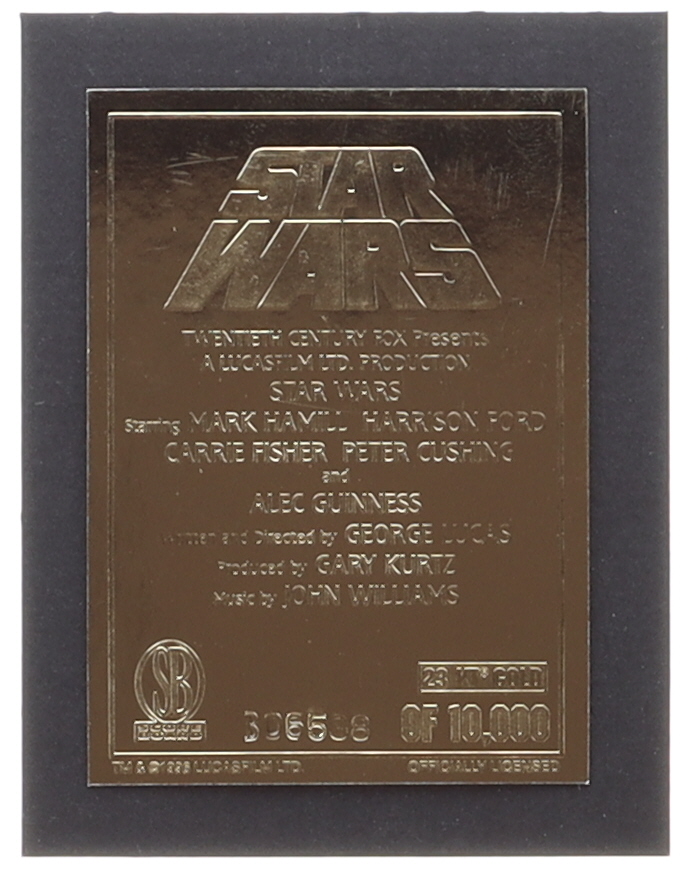 STAR
WARS
TWENTIETH CENTURY FOX Presents
A LUCASFILM LTD. PRODUCTION
STAR WARS
Starring MARK HAMILL HARRISON FORD
CARRIE FISHER PETER CUSHING
and
ALEC GUINNESS
Written and Directed by GEORGE LUCAS
Produced by GARY KURTZ
Music by JOHN WILLIAMS
SB
23 KT GOLD
OF 10,000
TM & ©1996 LUCASFILM LTD. OFFICIALLY LICENSED